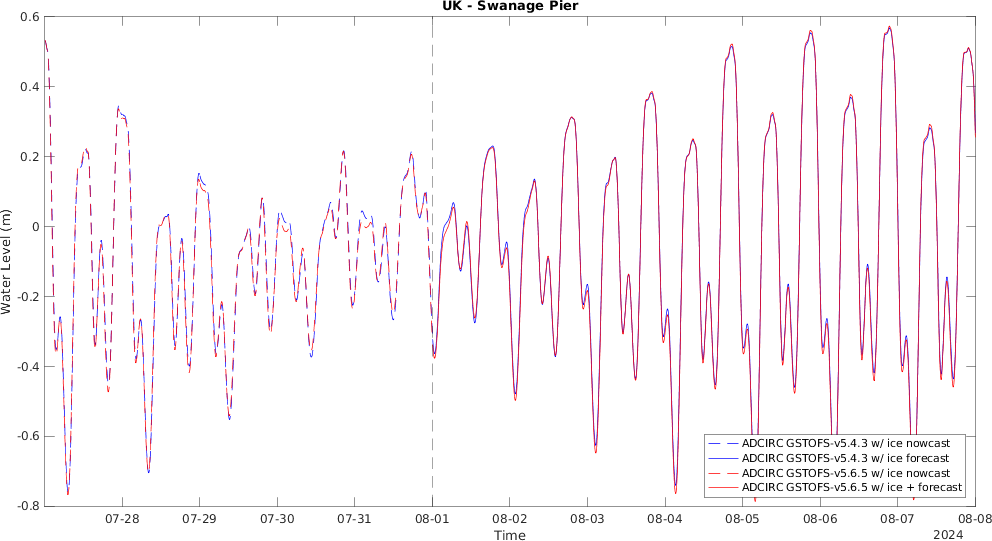 UK - Swanage Pier
0.6
0.4
0.2
0
-0.2
-0.4
-0.6
-0.8
Water Level (m)
07-28 07-29 07-30 07-31 08-01 08-02 08-03 08-04 08-05 08-06 08-07 08-08
Time
2024
ADCIRC GSTOFS-v5.4.3 w/ ice nowcast
ADCIRC GSTOFS-v5.4.3 w/ ice forecast
ADCIRC GSTOFS-v5.6.5 w/ ice nowcast
ADCIRC GSTOFS-v5.6.5 w/ ice + forecast